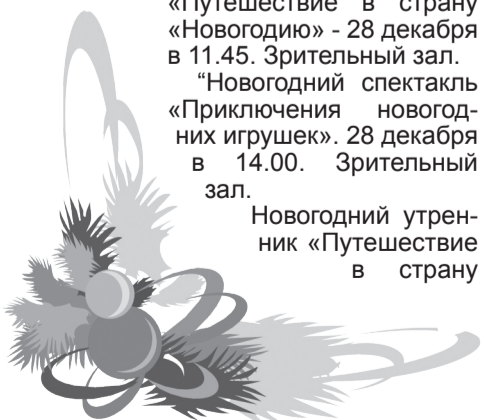 «Путешествие в страну
«Новогодию» - 28 декабря
в 11.45. Зрительный зал.
“Новогодний спектакль
«Приключения новогод-
них игрушек». 28 декабря
в 14.00. Зрительный
зал.
Новогодний утрен-
ник «Путешествие
в страну